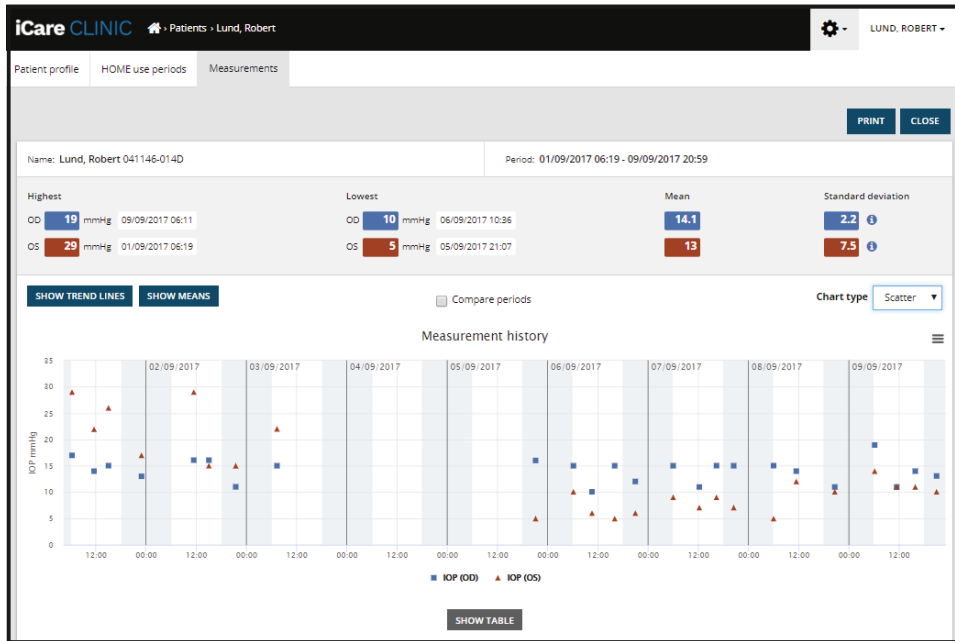 iCare CLINIC › Patients › Lund, Robert LUND, ROBERT
Patient profile HOME use periods Measurements
PRINT CLOSE
Name: Lund, Robert 041146-014D Period: 01/09/2017 06:19 - 09/09/2017 20:59
Highest Lowest Mean Standard deviation
OD 19 mmHg 09/09/2017 06:11 OD 10 mmHg 06/09/2017 10:36 14.1 2.2
OS 29 mmHg 01/09/2017 06:19 OS 5 mmHg 05/09/2017 21:07 13 7.5
SHOW TREND LINES SHOW MEANS Compare periods Chart type Scatter
Measurement history
02/09/2017 03/09/2017 04/09/2017 05/09/2017 06/09/2017 07/09/2017 08/09/2017 09/09/2017
35
30
25
20
15
10
5
0
IOP mmHg
12:00 00:00 12:00 00:00 12:00 00:00 12:00 00:00 12:00 00:00 12:00 00:00 12:00 00:00 12:00 00:00 12:00
IOP (OD) IOP (OS)
SHOW TABLE